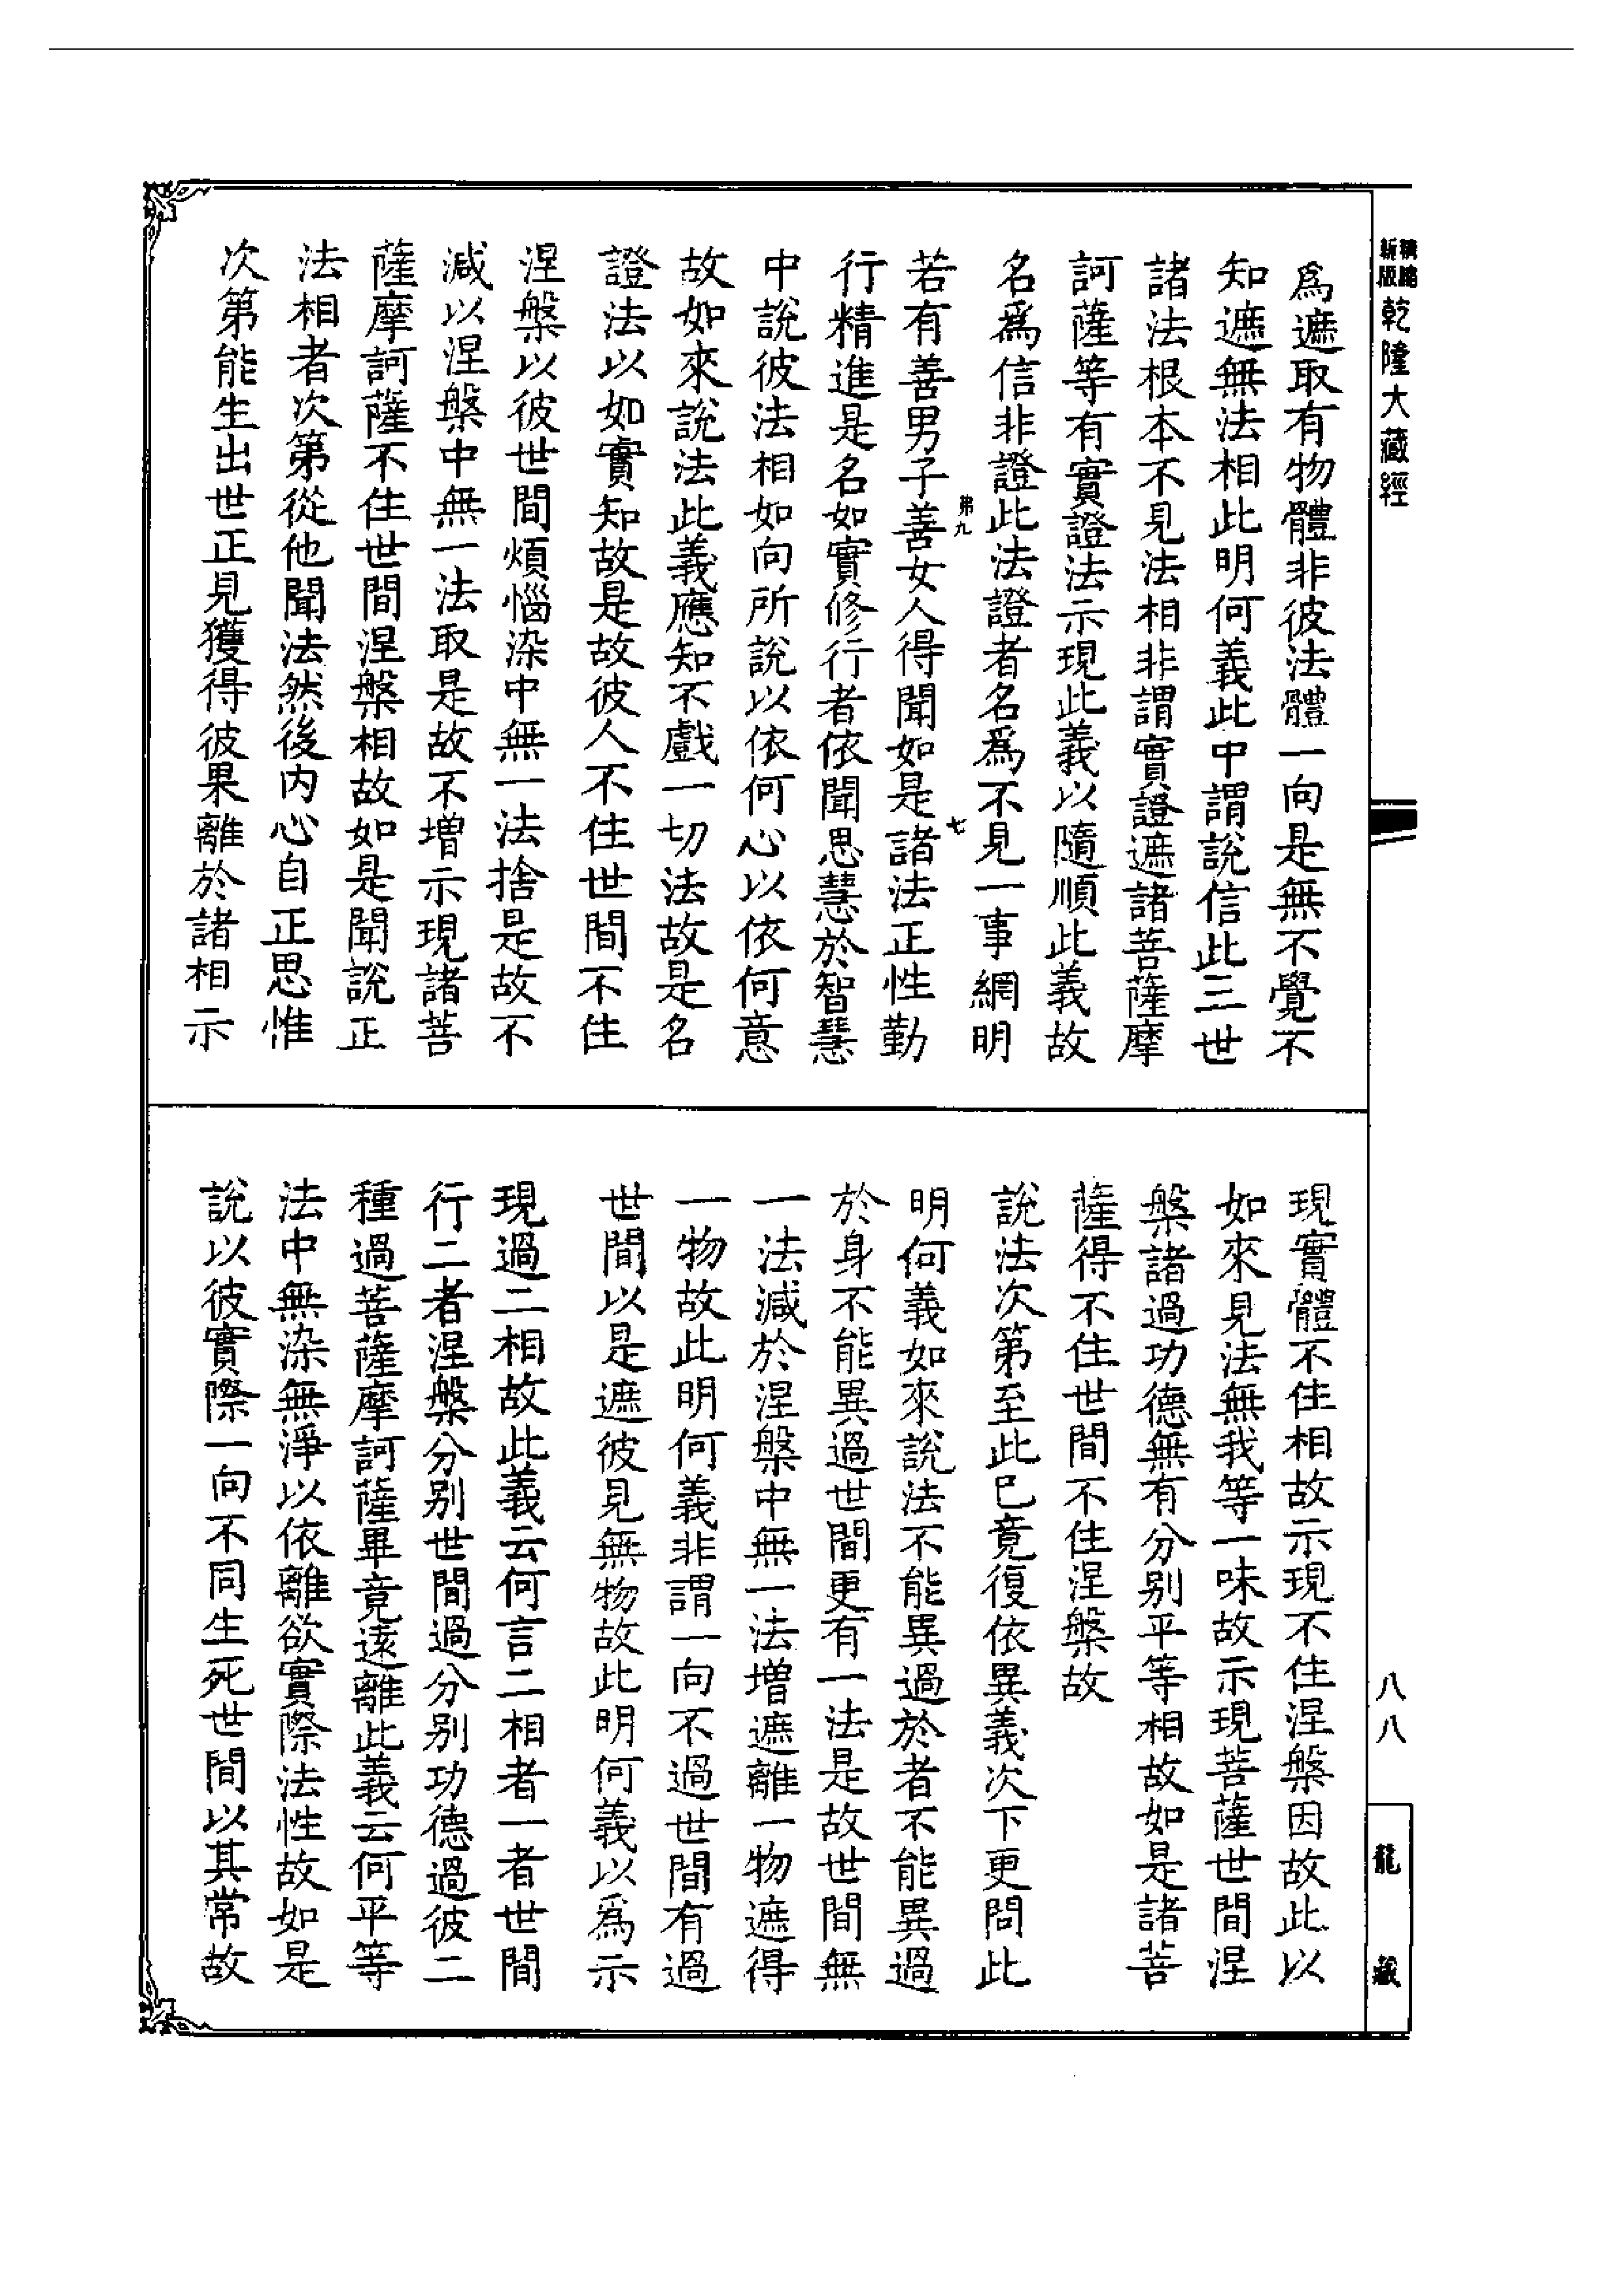 精縮新版乾隆大藏經
爲遮取有物體非彼法體一向是無不覺不
知遮無法相此明何義此中謂說信此三世
諸法根本不見法相非謂實證遮諸菩薩摩
訶薩等有實證法示現此義以隨順此義故
名爲信非證此法證者名爲不見一事網明
第九 七
若有善男子善女人得聞如是諸法正性勤
行精進是名如實修行者依聞思慧於智慧
中說彼法相如向所說以依何心以依何意
故如來說法此義應知不戲一切法故是名
證法以如實知故是故彼人不住世間不住
涅槃以彼世間煩惱染中無一法捨是故不
減以涅槃中無一法取是故不增示現諸菩
薩摩訶薩不住世間涅槃相故如是聞說正
法相者次第從他聞法然後内心自正思惟
次第能生出世正見獲得彼果離於諸相示
現實體不住相故示現不住涅槃因故此以
如來見法無我等一味故示現菩薩世間涅
槃諸過功德無有分别平等相故如是諸菩
薩得不住世間不住涅槃故
說法次第至此已竟復依異義次下更問此
明何義如來說法不能異過於者不能異過
於身不能異過世間更有一法是故世間無
一法減於涅槃中無一法增遮離一物遮得
一物故此明何義非謂一向不過世間有過
世間以是遮彼見無物故此明何義以爲示
現過二相故此義云何言二相者一者世間
行二者涅槃分别世間過分别功德過彼二
種過菩薩摩訶薩畢竟遠離此義云何平等
法中無染無淨以依離欲實際法性故如是
說以彼實際一向不同生死世間以其常故
八八
龍藏